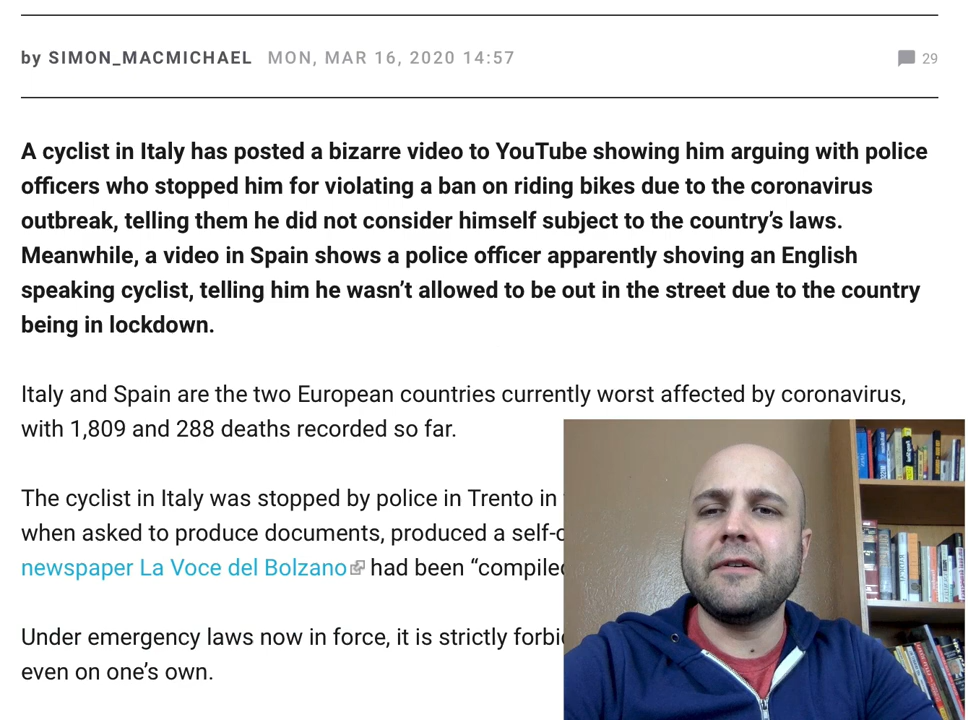 by SIMON_MACMICHAEL MON, MAR 16, 2020 14:57 29
A cyclist in Italy has posted a bizarre video to YouTube showing him arguing with police
officers who stopped him for violating a ban on riding bikes due to the coronavirus
outbreak, telling them he did not consider himself subject to the country’s laws.
Meanwhile, a video in Spain shows a police officer apparently shoving an English
speaking cyclist, telling him he wasn’t allowed to be out in the street due to the country
being in lockdown.
Italy and Spain are the two European countries currently worst affected by coronavirus,
with 1,809 and 288 deaths recorded so far.
The cyclist in Italy was stopped by police in Trento in
when asked to produce documents, produced a self-
newspaper La Voce del Bolzano had been “compiled
Under emergency laws now in force, it is strictly
even on one’s own.